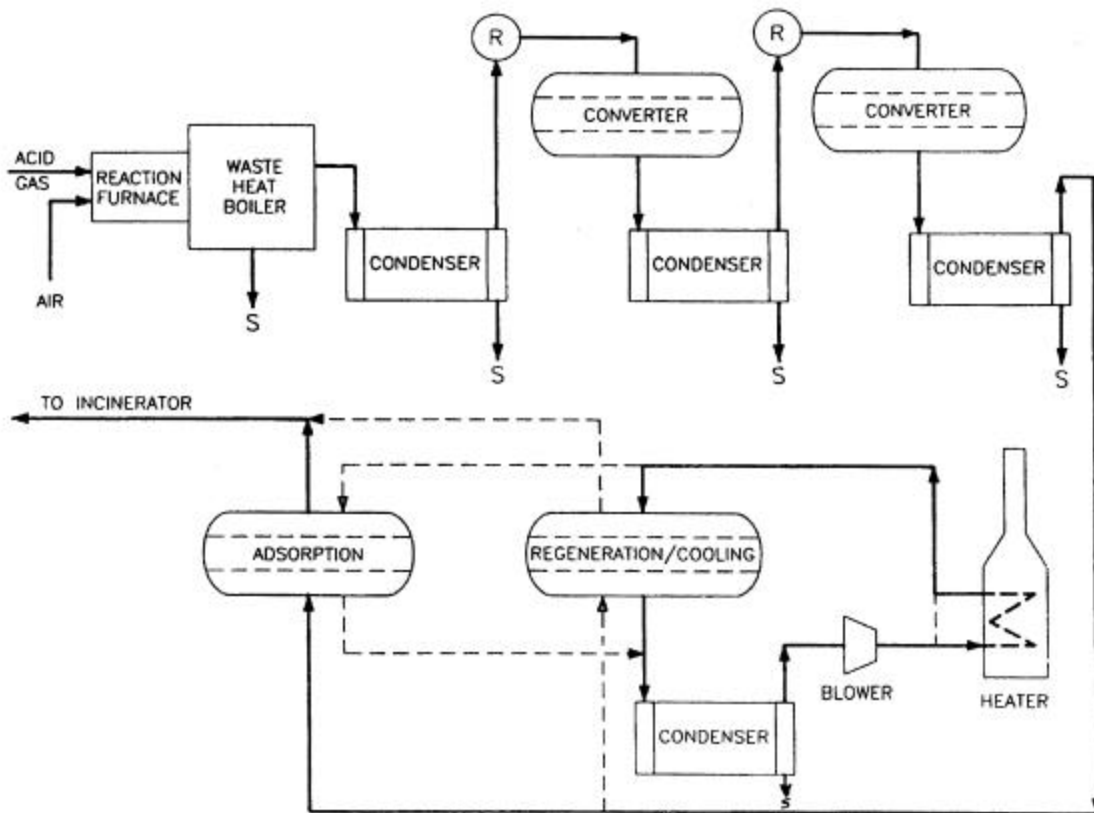 R
R
CONVERTER
CONVERTER
ACID
GAS
REACTION
FURNACE
WASTE
HEAT
BOILER
AIR
S
CONDENSER
S
CONDENSER
S
CONDENSER
S
TO INCINERATOR
ADSORPTION
REGENERATION/COOLING
BLOWER
HEATER
CONDENSER
S